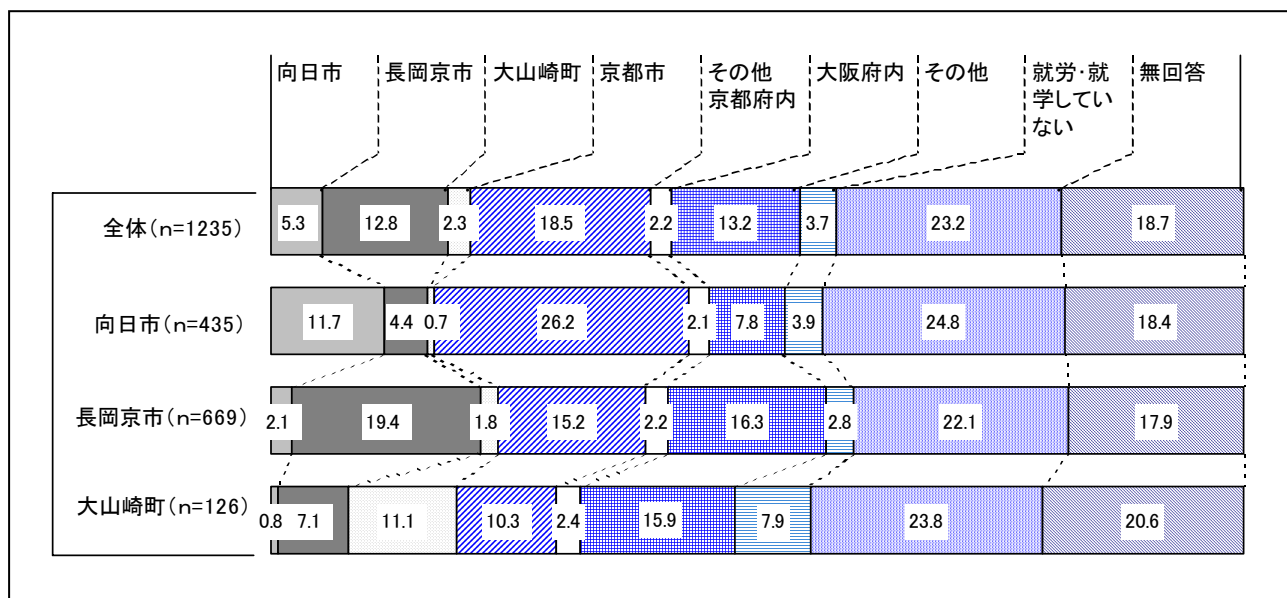 向日市 長岡京市 大山崎町 京都市 その他 大阪府内 その他 就労・就 無回答
京都府内 学してい
ない
全体(n=1235) 5.3 12.8 2.3 18.5 2.2 13.2 3.7 23.2 18.7
向日市(n=435) 11.7 4.4 0.7 26.2 2.1 7.8 3.9 24.8 18.4
長岡京市(n=669) 2.1 19.4 1.8 15.2 2.2 16.3 2.8 22.1 17.9
大山崎町(n=126) 0.8 7.1 11.1 10.3 2.4 15.9 7.9 23.8 20.6